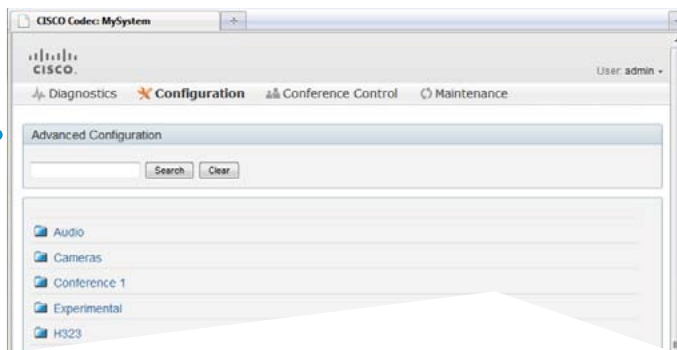 CISCO Codec: MySystem
CISCO.
User: admin
Diagnostics Configuration Conference Control Maintenance
Advanced Configuration
Search Clear
Audio
Cameras
Conference 1
Experimental
H323